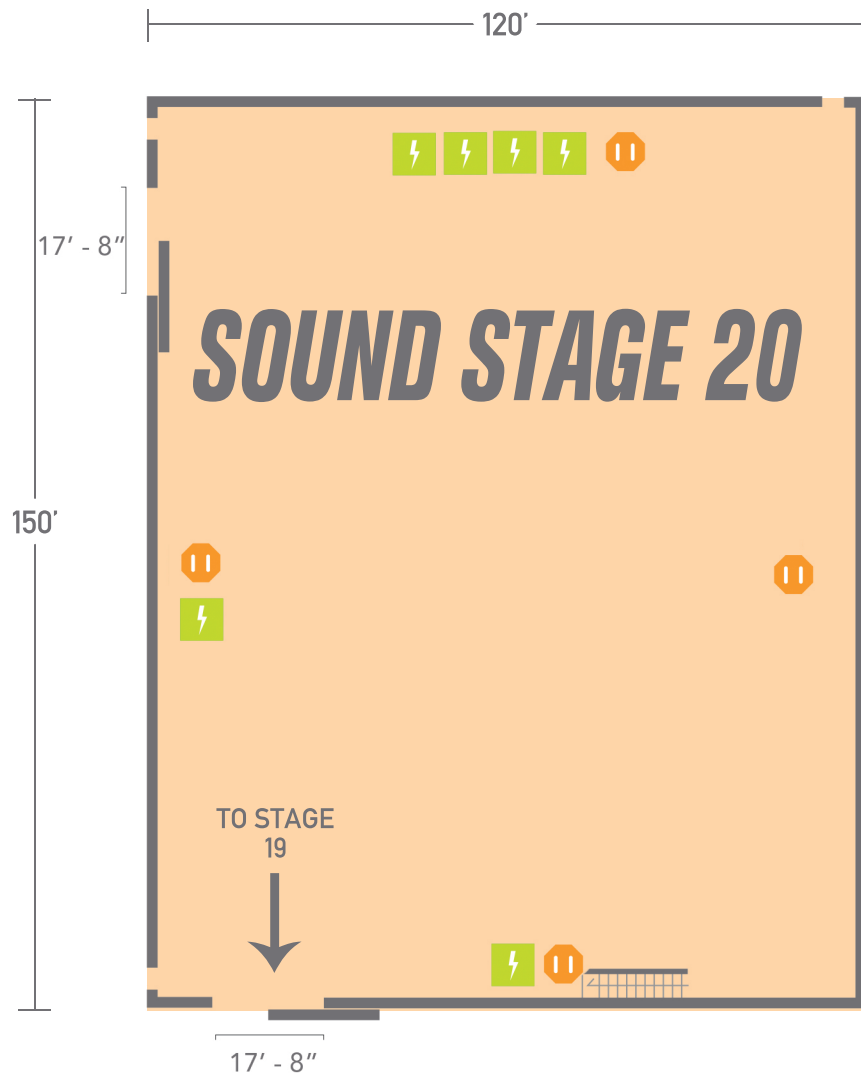 120’
17’ - 8”
SOUND STAGE 20
150’
TO STAGE
19
17’ - 8”